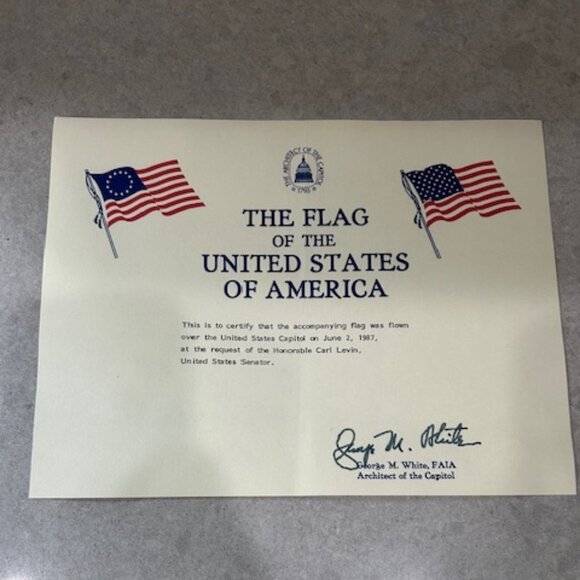 THE ARCHITECT OF THE CAPITOL
1793
THE FLAG
OF THE
UNITED STATES
OF AMERICA
This is to certify that the accompanying flag was flown
over the United States Capitol on June 2, 1987,
at the request of the Honorable Carl Levin,
United States Senator.
George M. White
George M. White, FAIA
Architect of the Capitol